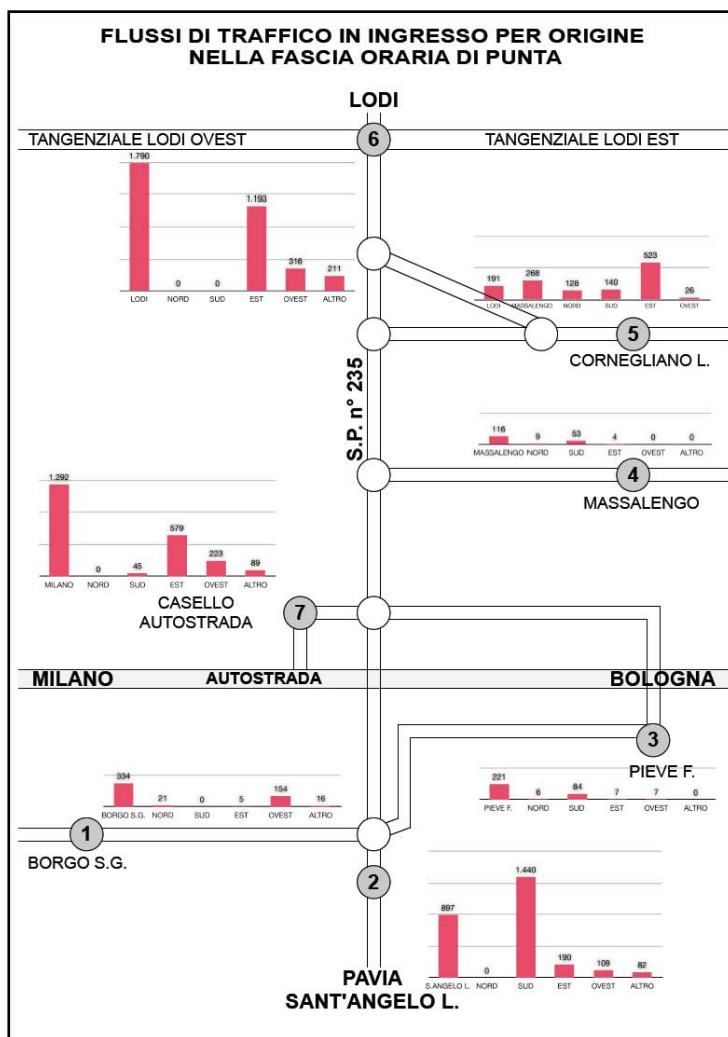 FLUSSI DI TRAFFICO IN INGRESSO PER ORIGINE
NELLA FASCIA ORARIA DI PUNTA
LODI
TANGENZIALE LODI OVEST
6
TANGENZIALE LODI EST
1.790
0
0
1.193
316
211
LODI NORD SUD EST OVEST ALTRO
191
268
128
140
523
26
LODI MASSALENGO NORD SUD EST OVEST
5
CORNEGLIANO L.
S.P. n° 235
116
9
53
4
0
0
MASSALENGO NORD SUD EST OVEST ALTRO
4
MASSALENGO
1.292
0
45
579
223
89
MILANO NORD SUD EST OVEST ALTRO
CASELLO
AUTOSTRADA
7
MILANO
AUTOSTRADA
BOLOGNA
3
PIEVE F.
334
21
0
5
154
16
BORGO S.G. NORD SUD EST OVEST ALTRO
221
6
84
7
7
0
PIEVE F. NORD SUD EST OVEST ALTRO
1
BORGO S.G.
2
897
0
1.440
190
109
82
S.ANGELO L. NORD SUD EST OVEST ALTRO
PAVIA
SANT'ANGELO L.